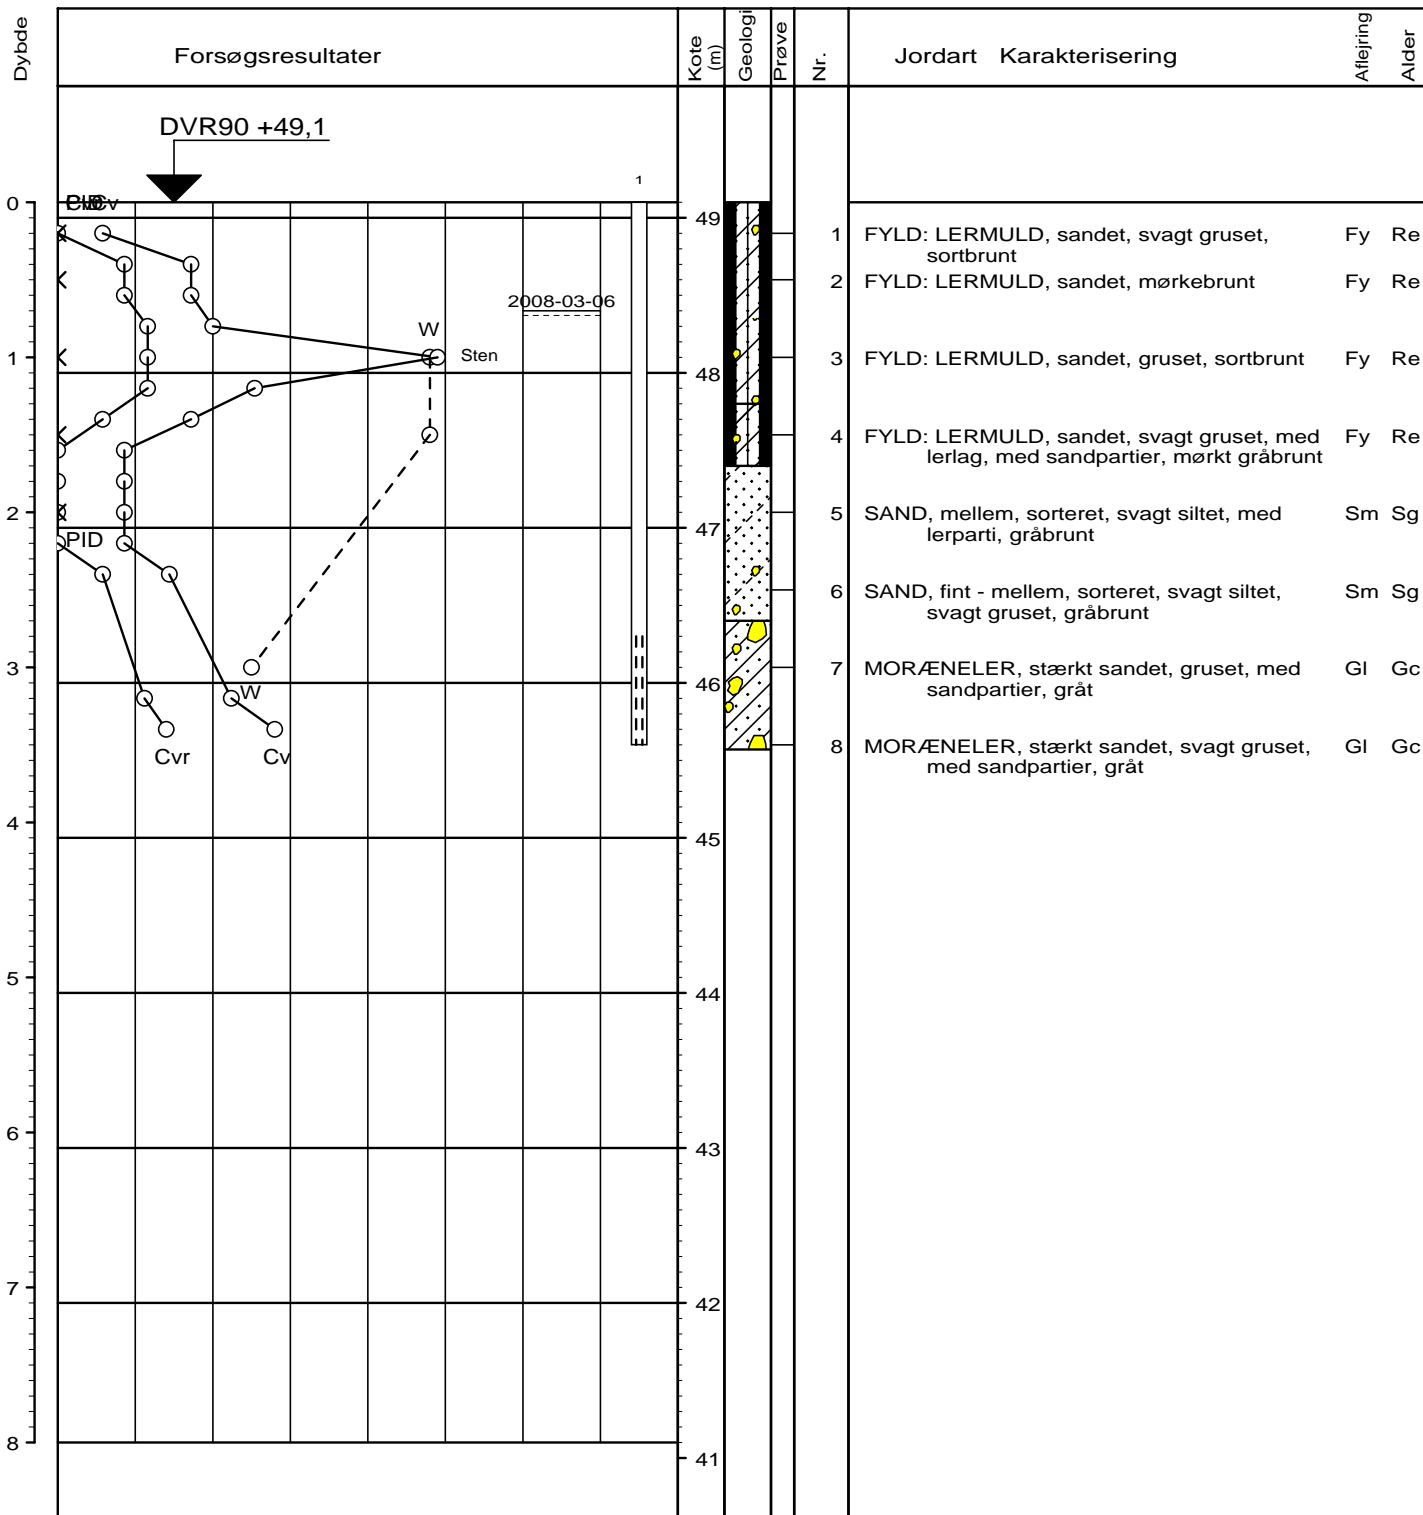 Dybde
Forsøgsresultater
Kote (m)
Geologi
Prøve
Nr.
Jordart Karakterisering
Aflejring
Alder
DVR90 +49,1
1
0
Cv
49
1 FYLD: LERMULD, sandet, svagt gruset, Fy Re
sortbrunt
2 FYLD: LERMULD, sandet, mørkebrunt Fy Re
2008-03-06
W
1
Sten
3 FYLD: LERMULD, sandet, gruset, sortbrunt Fy Re
48
4 FYLD: LERMULD, sandet, svagt gruset, med Fy Re
lerlag, med sandpartier, mørkt gråbrunt
2
5 SAND, mellem, sorteret, svagt siltet, med Sm Sg
lerparti, gråbrunt
47
PID
6 SAND, fint - mellem, sorteret, svagt siltet, Sm Sg
svagt gruset, gråbrunt
3
7 MORÆNELER, stærkt sandet, gruset, med Gl Gc
sandpartier, gråt
46
W
8 MORÆNELER, stærkt sandet, svagt gruset, Gl Gc
med sandpartier, gråt
Cvr
Cv
4
45
5
44
6
43
7
42
8
41